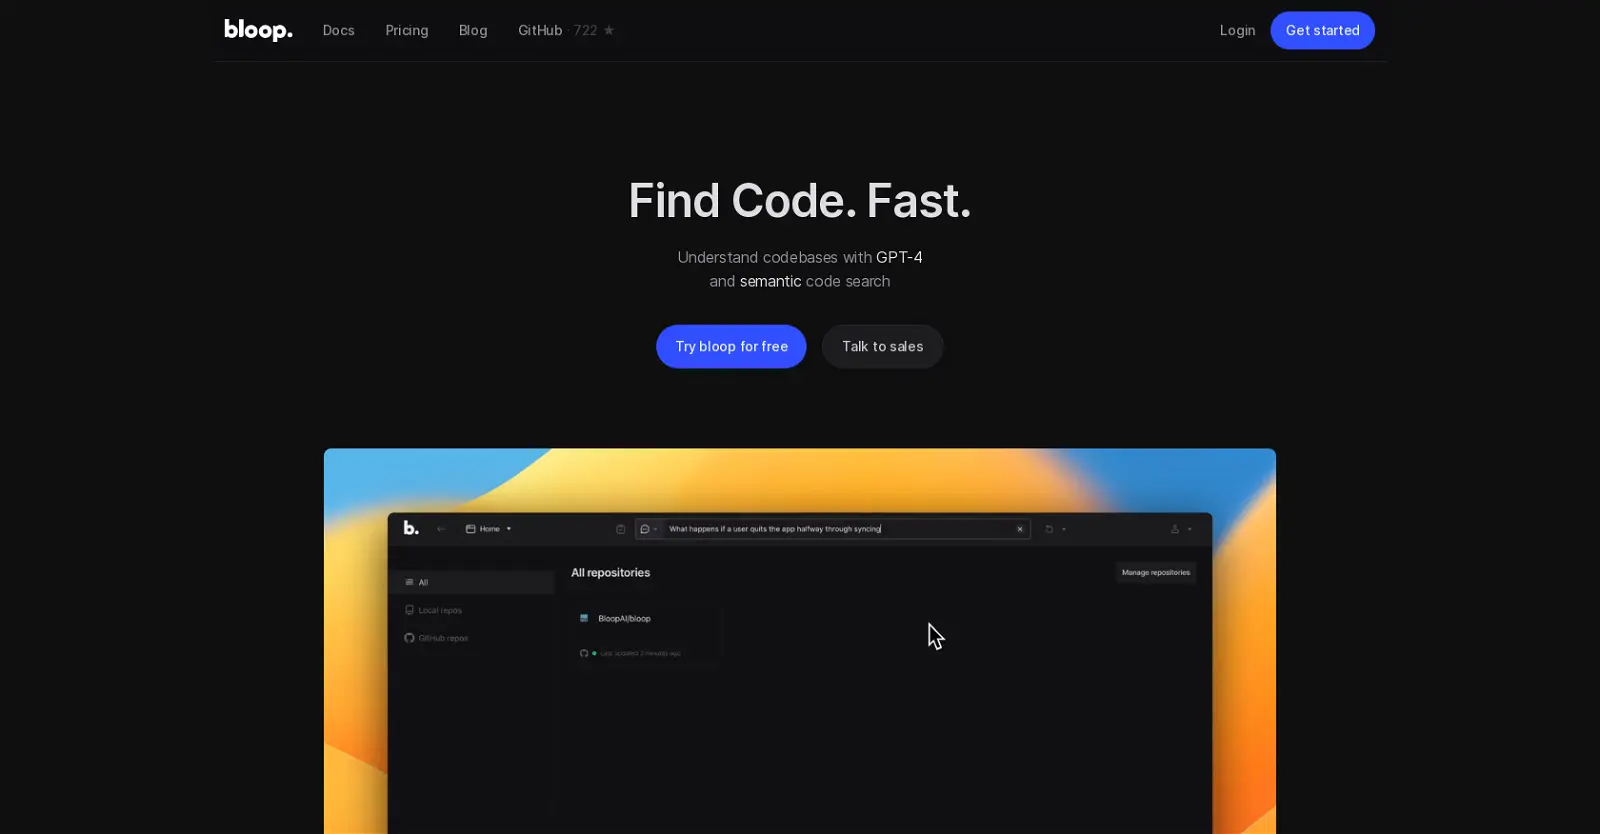 bloop. Docs Pricing Blog GitHub · 722 ★ Login Get started
Find Code. Fast.
Understand codebases with GPT-4
and semantic code search
Try bloop for free Talk to sales
b. Home What happens if a user quits the app halfway through syncing
All repositories Manage repositories
All
Local repos
GitHub repos
BloopAI/bloop
Last updated 2 minutes ago